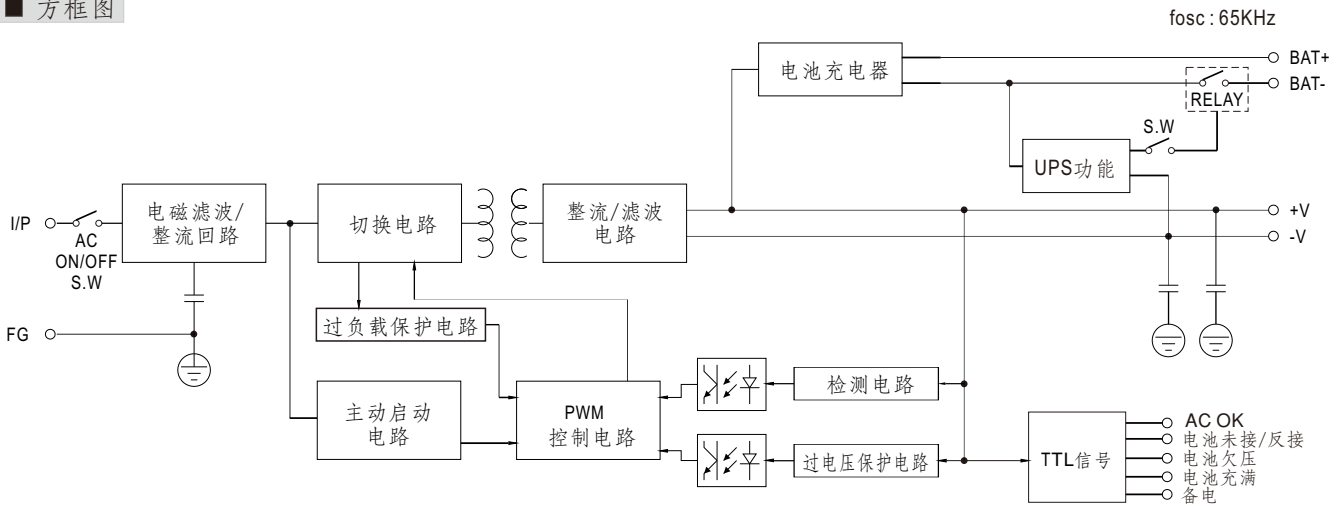 ■ 方框图
fosc : 65KHz
电池充电器
BAT+
BAT-
RELAY
S.W
UPS功能
I/P
AC
ON/OFF
S.W
电磁滤波/
整流回路
切换电路
整流/滤波
电路
+V
-V
FG
过负载保护电路
主动启动
电路
PWM
控制电路
检测电路
过电压保护电路
TTL信号
AC OK
电池未接/反接
电池欠压
电池充满
备电